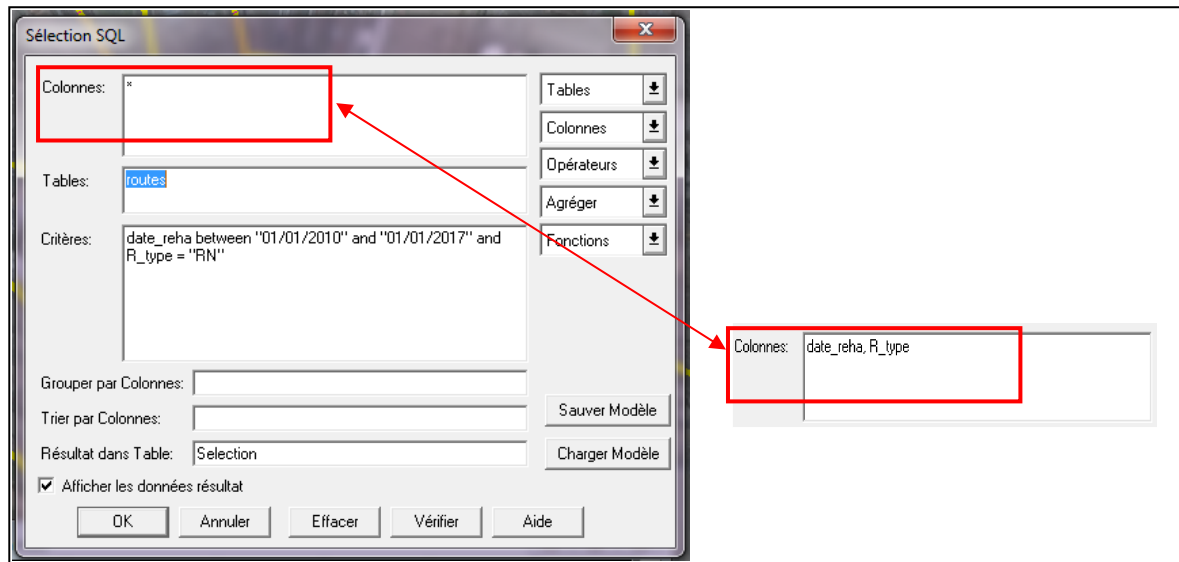 Sélection SQL
Colonnes: *
Tables
Colonnes
Opérateurs
Tables: routes
Agréger
Critères: date_reha between "01/01/2010" and "01/01/2017" and
R_type = "RN"
Fonctions
Colonnes: date_reha, R_type
Grouper par Colonnes:
Trier par Colonnes:
Sauver Modèle
Résultat dans Table: Selection
Charger Modèle
Afficher les données résultat
OK Annuler Effacer Vérifier Aide